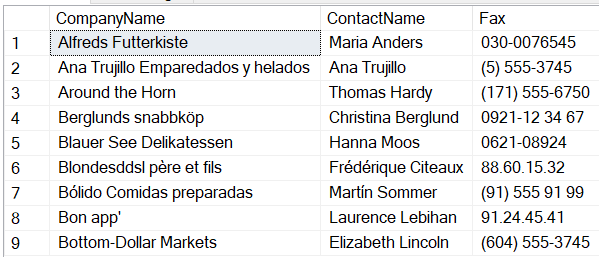 CompanyName ContactName Fax
1 Alfreds Futterkiste Maria Anders 030-0076545
2 Ana Trujillo Emparedados y helados Ana Trujillo (5) 555-3745
3 Around the Horn Thomas Hardy (171) 555-6750
4 Berglunds snabbköp Christina Berglund 0921-12 34 67
5 Blauer See Delikatessen Hanna Moos 0621-08924
6 Blondesddsl père et fils Frédérique Citeaux 88.60.15.32
7 Bólido Comidas preparadas Martín Sommer (91) 555 91 99
8 Bon app' Laurence Lebihan 91.24.45.41
9 Bottom-Dollar Markets Elizabeth Lincoln (604) 555-3745